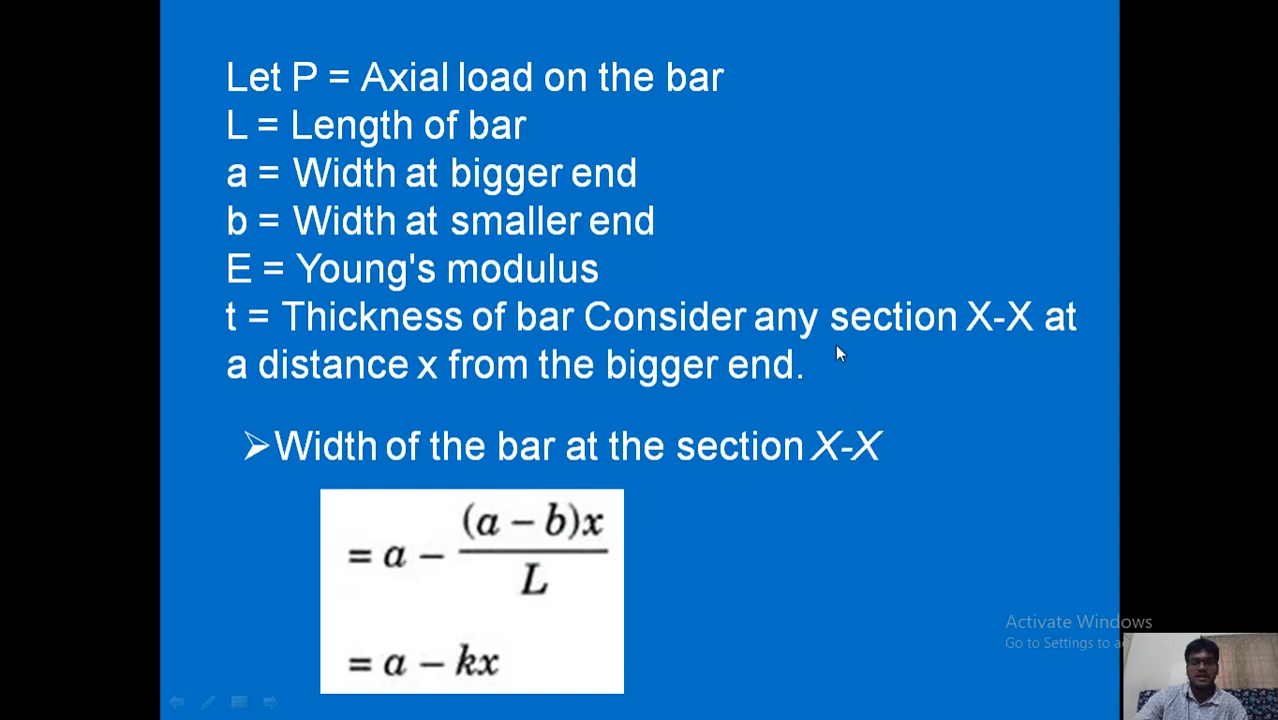 Let P = Axial load on the bar
L = Length of bar
a = Width at bigger end
b = Width at smaller end
E = Young's modulus
t = Thickness of bar Consider any section X-X at
a distance x from the bigger end.
➢Width of the bar at the section X-X
= a − (a − b)x / L
= a − kx
Activate Windows
Go to Settings to a